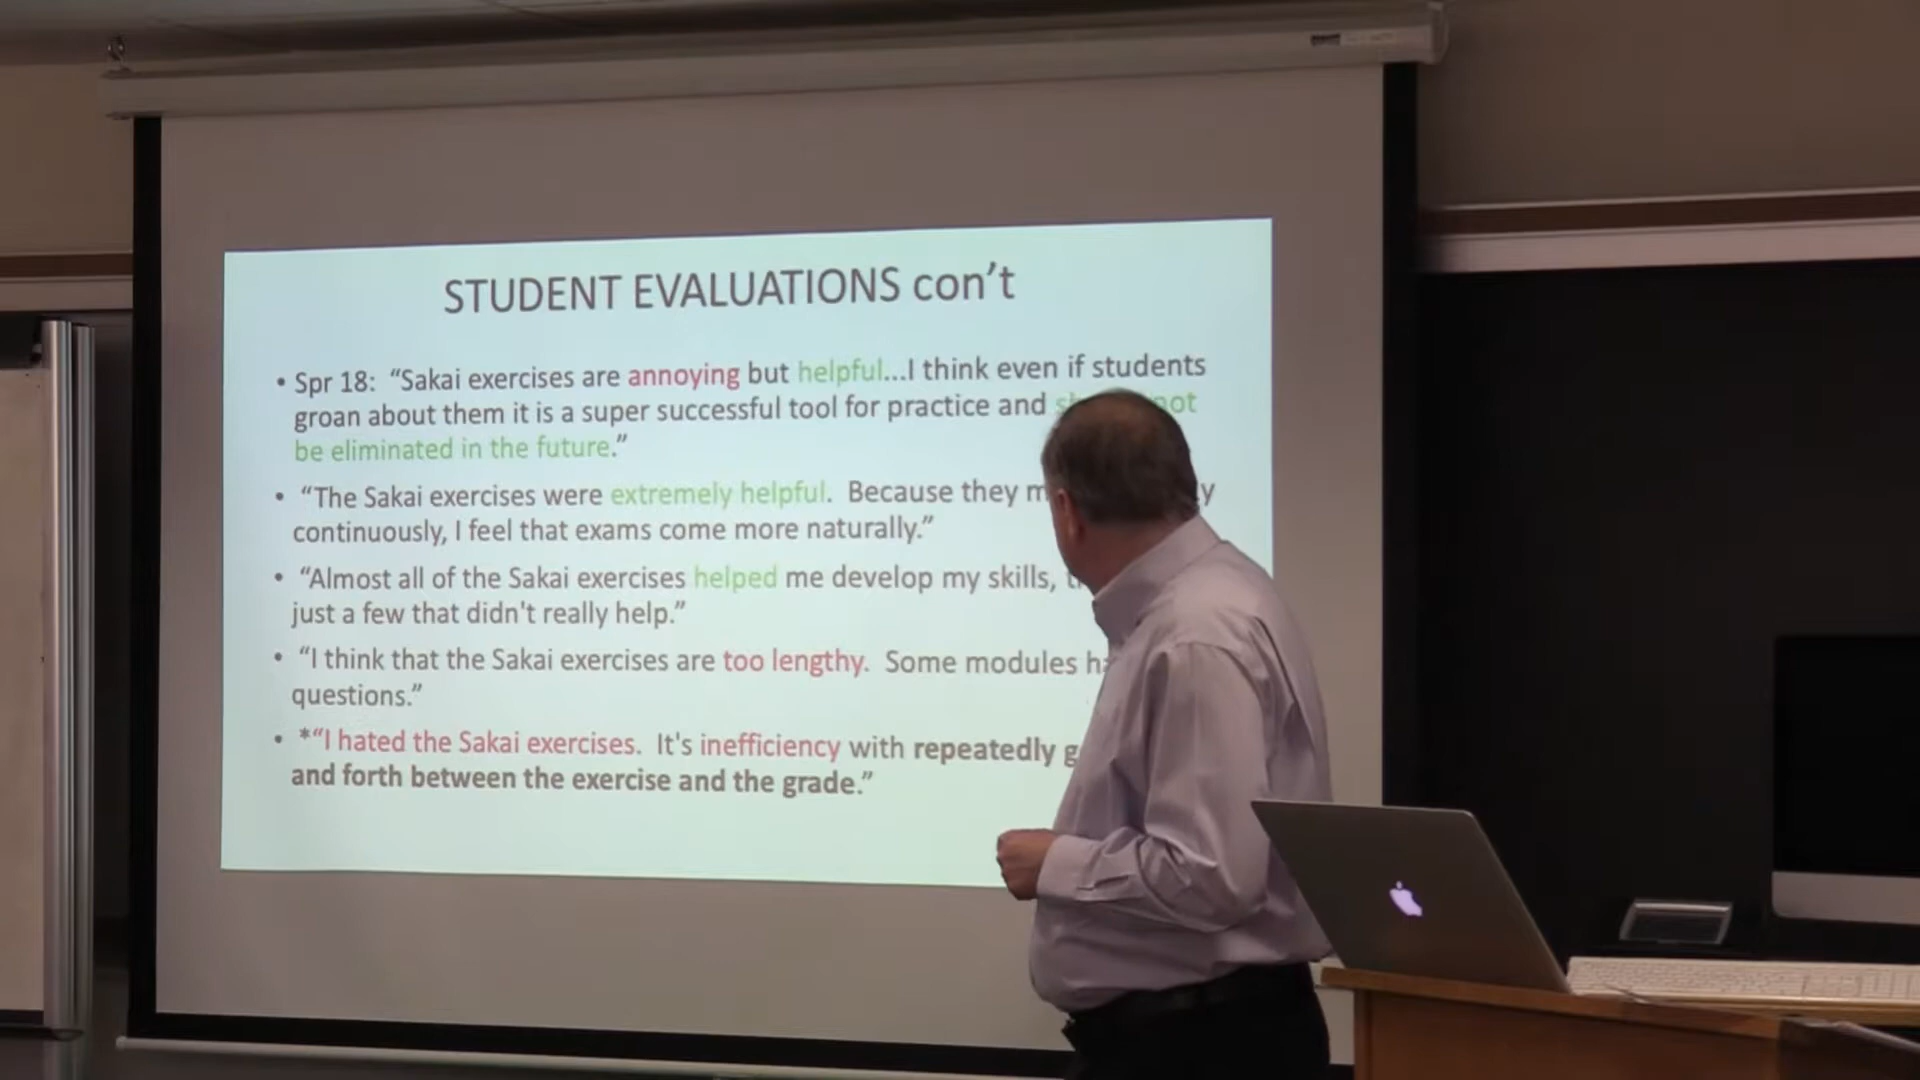 STUDENT EVALUATIONS con't
• Spr 18: “Sakai exercises are annoying but helpful...I think even if students
groan about them it is a super successful tool for practice and not
be eliminated in the future.”
• “The Sakai exercises were extremely helpful. Because they
continuously, I feel that exams come more naturally.”
• “Almost all of the Sakai exercises helped me develop my skills,
just a few that didn't really help.”
• “I think that the Sakai exercises are too lengthy. Some modules
questions.”
• *“I hated the Sakai exercises. It's inefficiency with repeatedly
and forth between the exercise and the grade.”